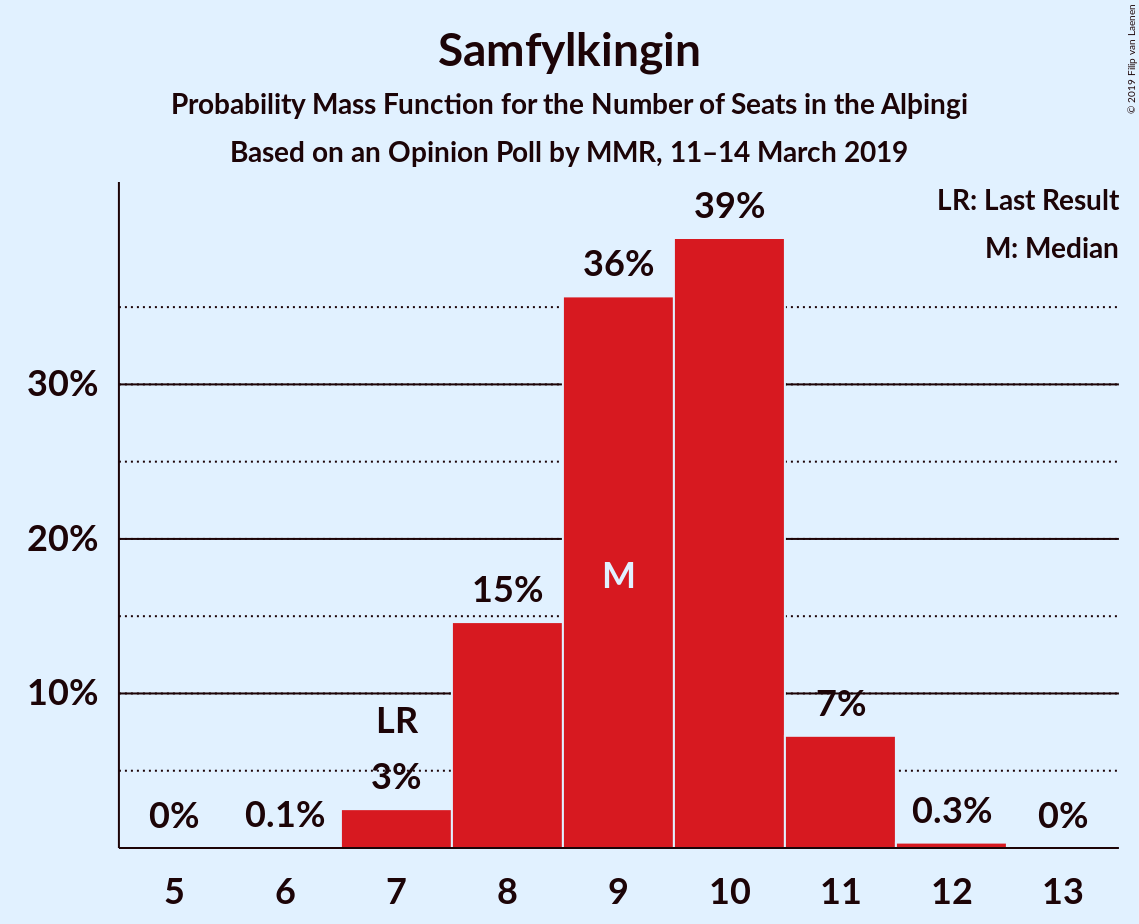 Samfylkingin
Probability Mass Function for the Number of Seats in the Alþingi
Based on an Opinion Poll by MMR, 11–14 March 2019
© 2019 Filip van Laenen
LR: Last Result
M: Median
39%
36%
30%
20%
M
15%
10%
7%
LR
3%
0%
0.1%
0.3%
0%
5 6 7 8 9 10 11 12 13